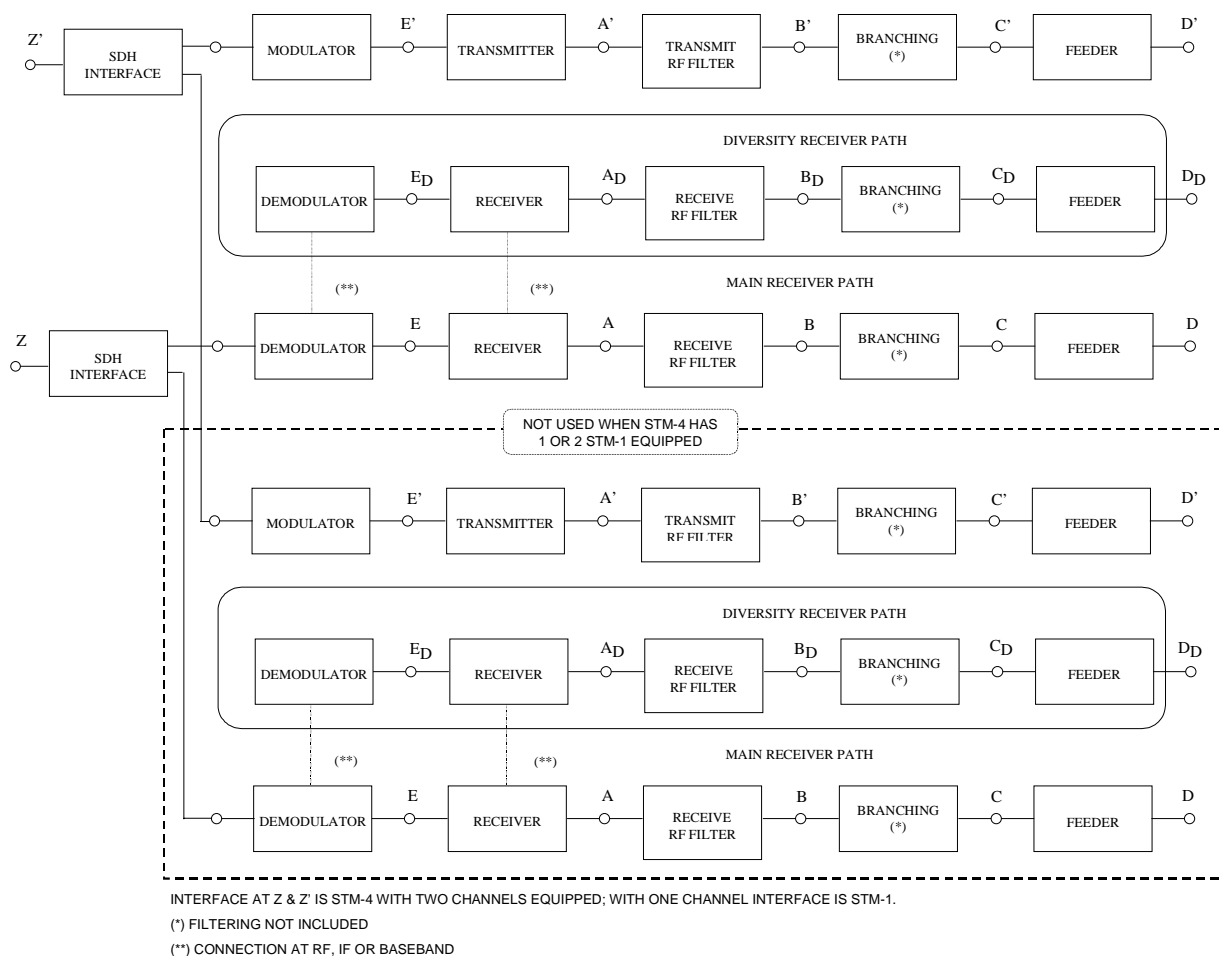 Z’
SDH
INTERFACE
MODULATOR
E’
TRANSMITTER
A’
TRANSMIT
RF FILTER
B’
BRANCHING
(*)
C’
FEEDER
D’
DIVERSITY RECEIVER PATH
DEMODULATOR
ED
RECEIVER
AD
RECEIVE
RF FILTER
BD
BRANCHING
(*)
CD
FEEDER
DD
(**)
(**)
MAIN RECEIVER PATH
Z
SDH
INTERFACE
DEMODULATOR
E
RECEIVER
A
RECEIVE
RF FILTER
B
BRANCHING
(*)
C
FEEDER
D
NOT USED WHEN STM-4 HAS
1 OR 2 STM-1 EQUIPPED
MODULATOR
E’
TRANSMITTER
A’
TRANSMIT
RF FILTER
B’
BRANCHING
(*)
C’
FEEDER
D’
DIVERSITY RECEIVER PATH
DEMODULATOR
ED
RECEIVER
AD
RECEIVE
RF FILTER
BD
BRANCHING
(*)
CD
FEEDER
DD
(**)
(**)
MAIN RECEIVER PATH
DEMODULATOR
E
RECEIVER
A
RECEIVE
RF FILTER
B
BRANCHING
(*)
C
FEEDER
D
INTERFACE AT Z & Z’ IS STM-4 WITH TWO CHANNELS EQUIPPED; WITH ONE CHANNEL INTERFACE IS STM-1.
(*) FILTERING NOT INCLUDED
(**) CONNECTION AT RF, IF OR BASEBAND